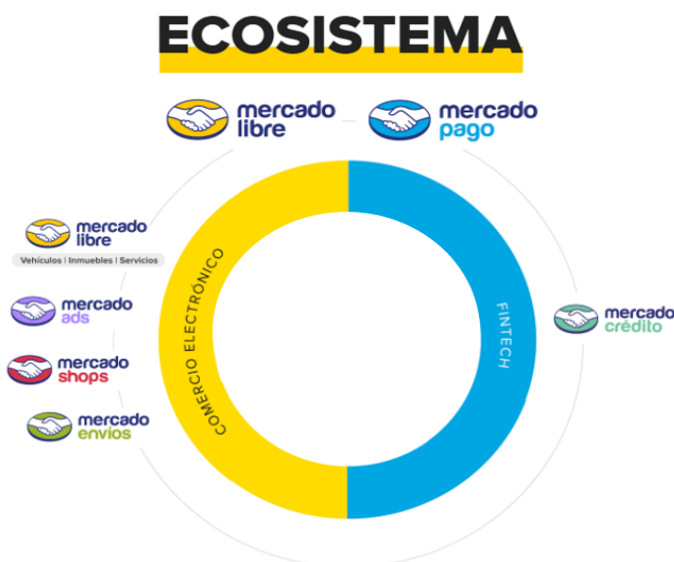 ECOSISTEMA
mercado
libre
mercado
pago
mercado
libre
Vehículos | Inmuebles | Servicios
mercado
ads
mercado
shops
mercado
envios
COMERCIO ELECTRÓNICO
FINTECH
mercado
crédito